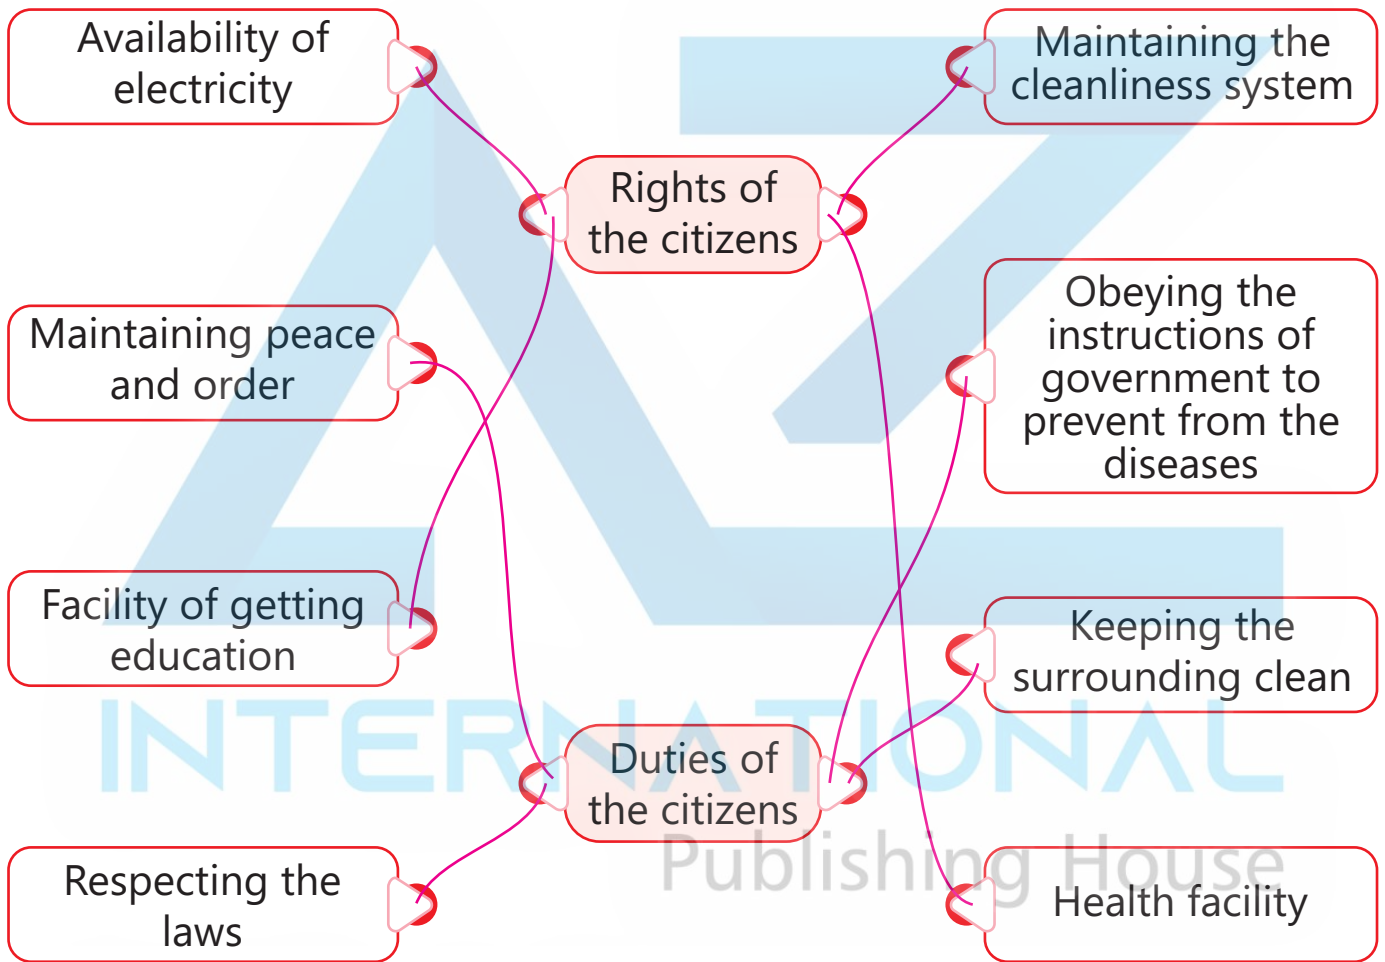 Availability of
electricity
Maintaining the
cleanliness system
Rights of
the citizens
Maintaining peace
and order
Obeying the
instructions of
government to
prevent from the
diseases
Facility of getting
education
Keeping the
surrounding clean
Duties of
the citizens
Respecting the
laws
Health facility
AZ
INTERNATIONAL
Publishing House